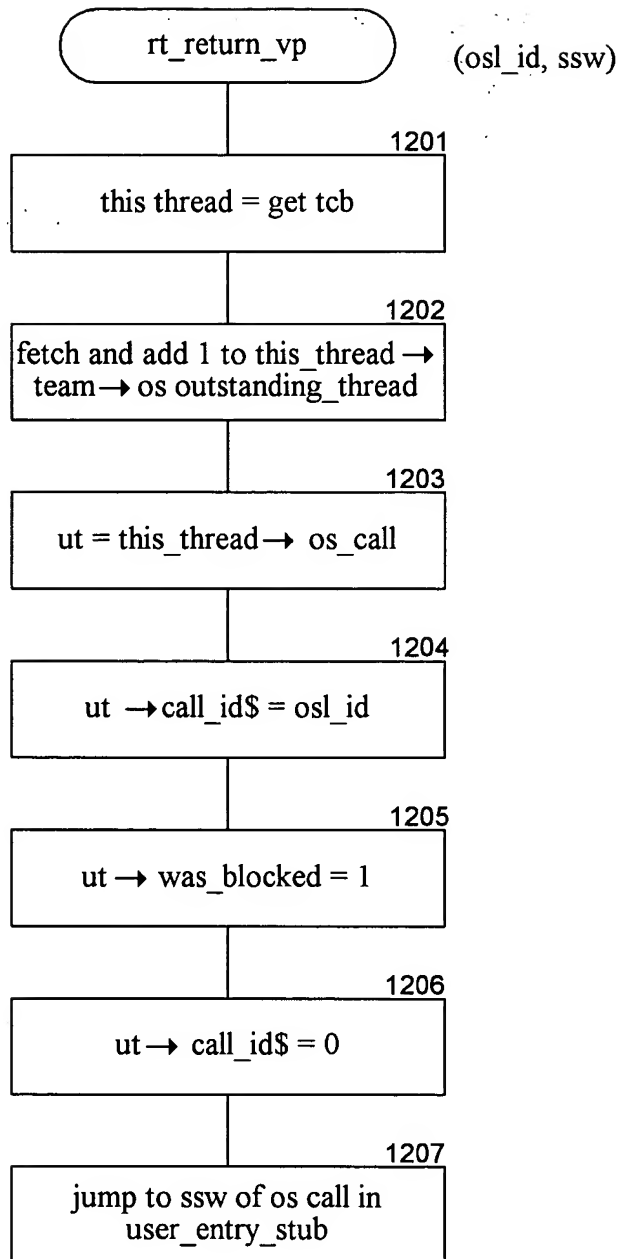 rt_return_vp
(osl_id, ssw)
1201
this thread = get tcb
1202
fetch and add 1 to this_thread →
team → os outstanding_thread
1203
ut = this_thread → os_call
1204
ut → call_id$ = osl_id
1205
ut → was_blocked = 1
1206
ut → call_id$ = 0
1207
jump to ssw of os call in
user_entry_stub